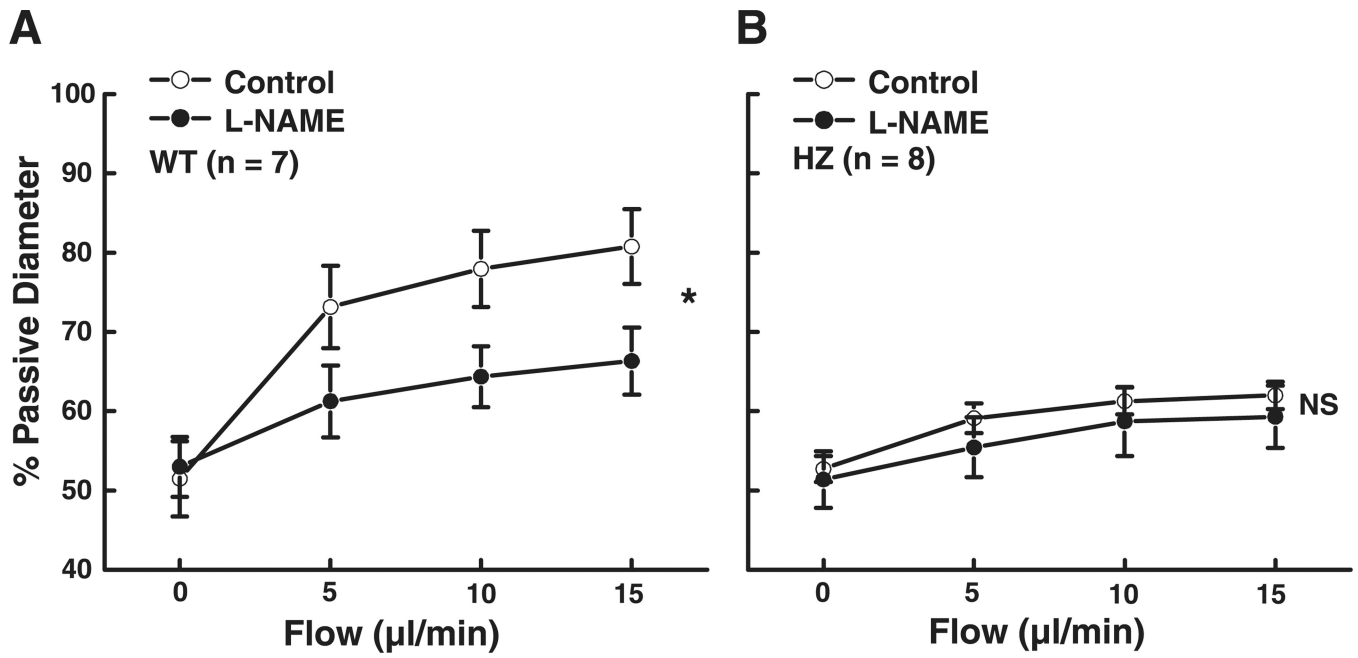 A
Control
L-NAME
WT (n = 7)
% Passive Diameter
100
90
80
70
60
50
40
*
0 5 10 15
Flow (µl/min)
B
Control
L-NAME
HZ (n = 8)
NS
0 5 10 15
Flow (µl/min)